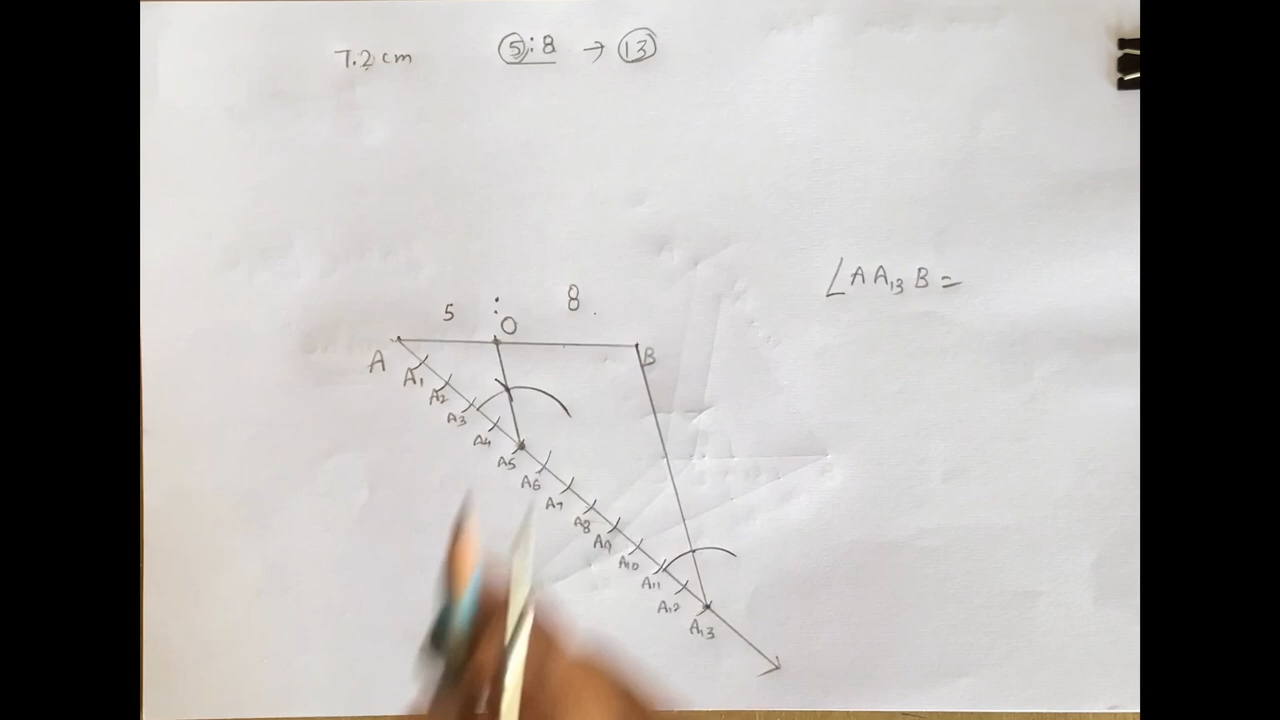 7.2 cm 5:8 → 13
∠AA₁₃B =
5 : 8
A O B
A₁
A₂
A₃
A₄
A₅
A₆
A₇
A₈
A₉
A₁₀
A₁₁
A₁₂
A₁₃